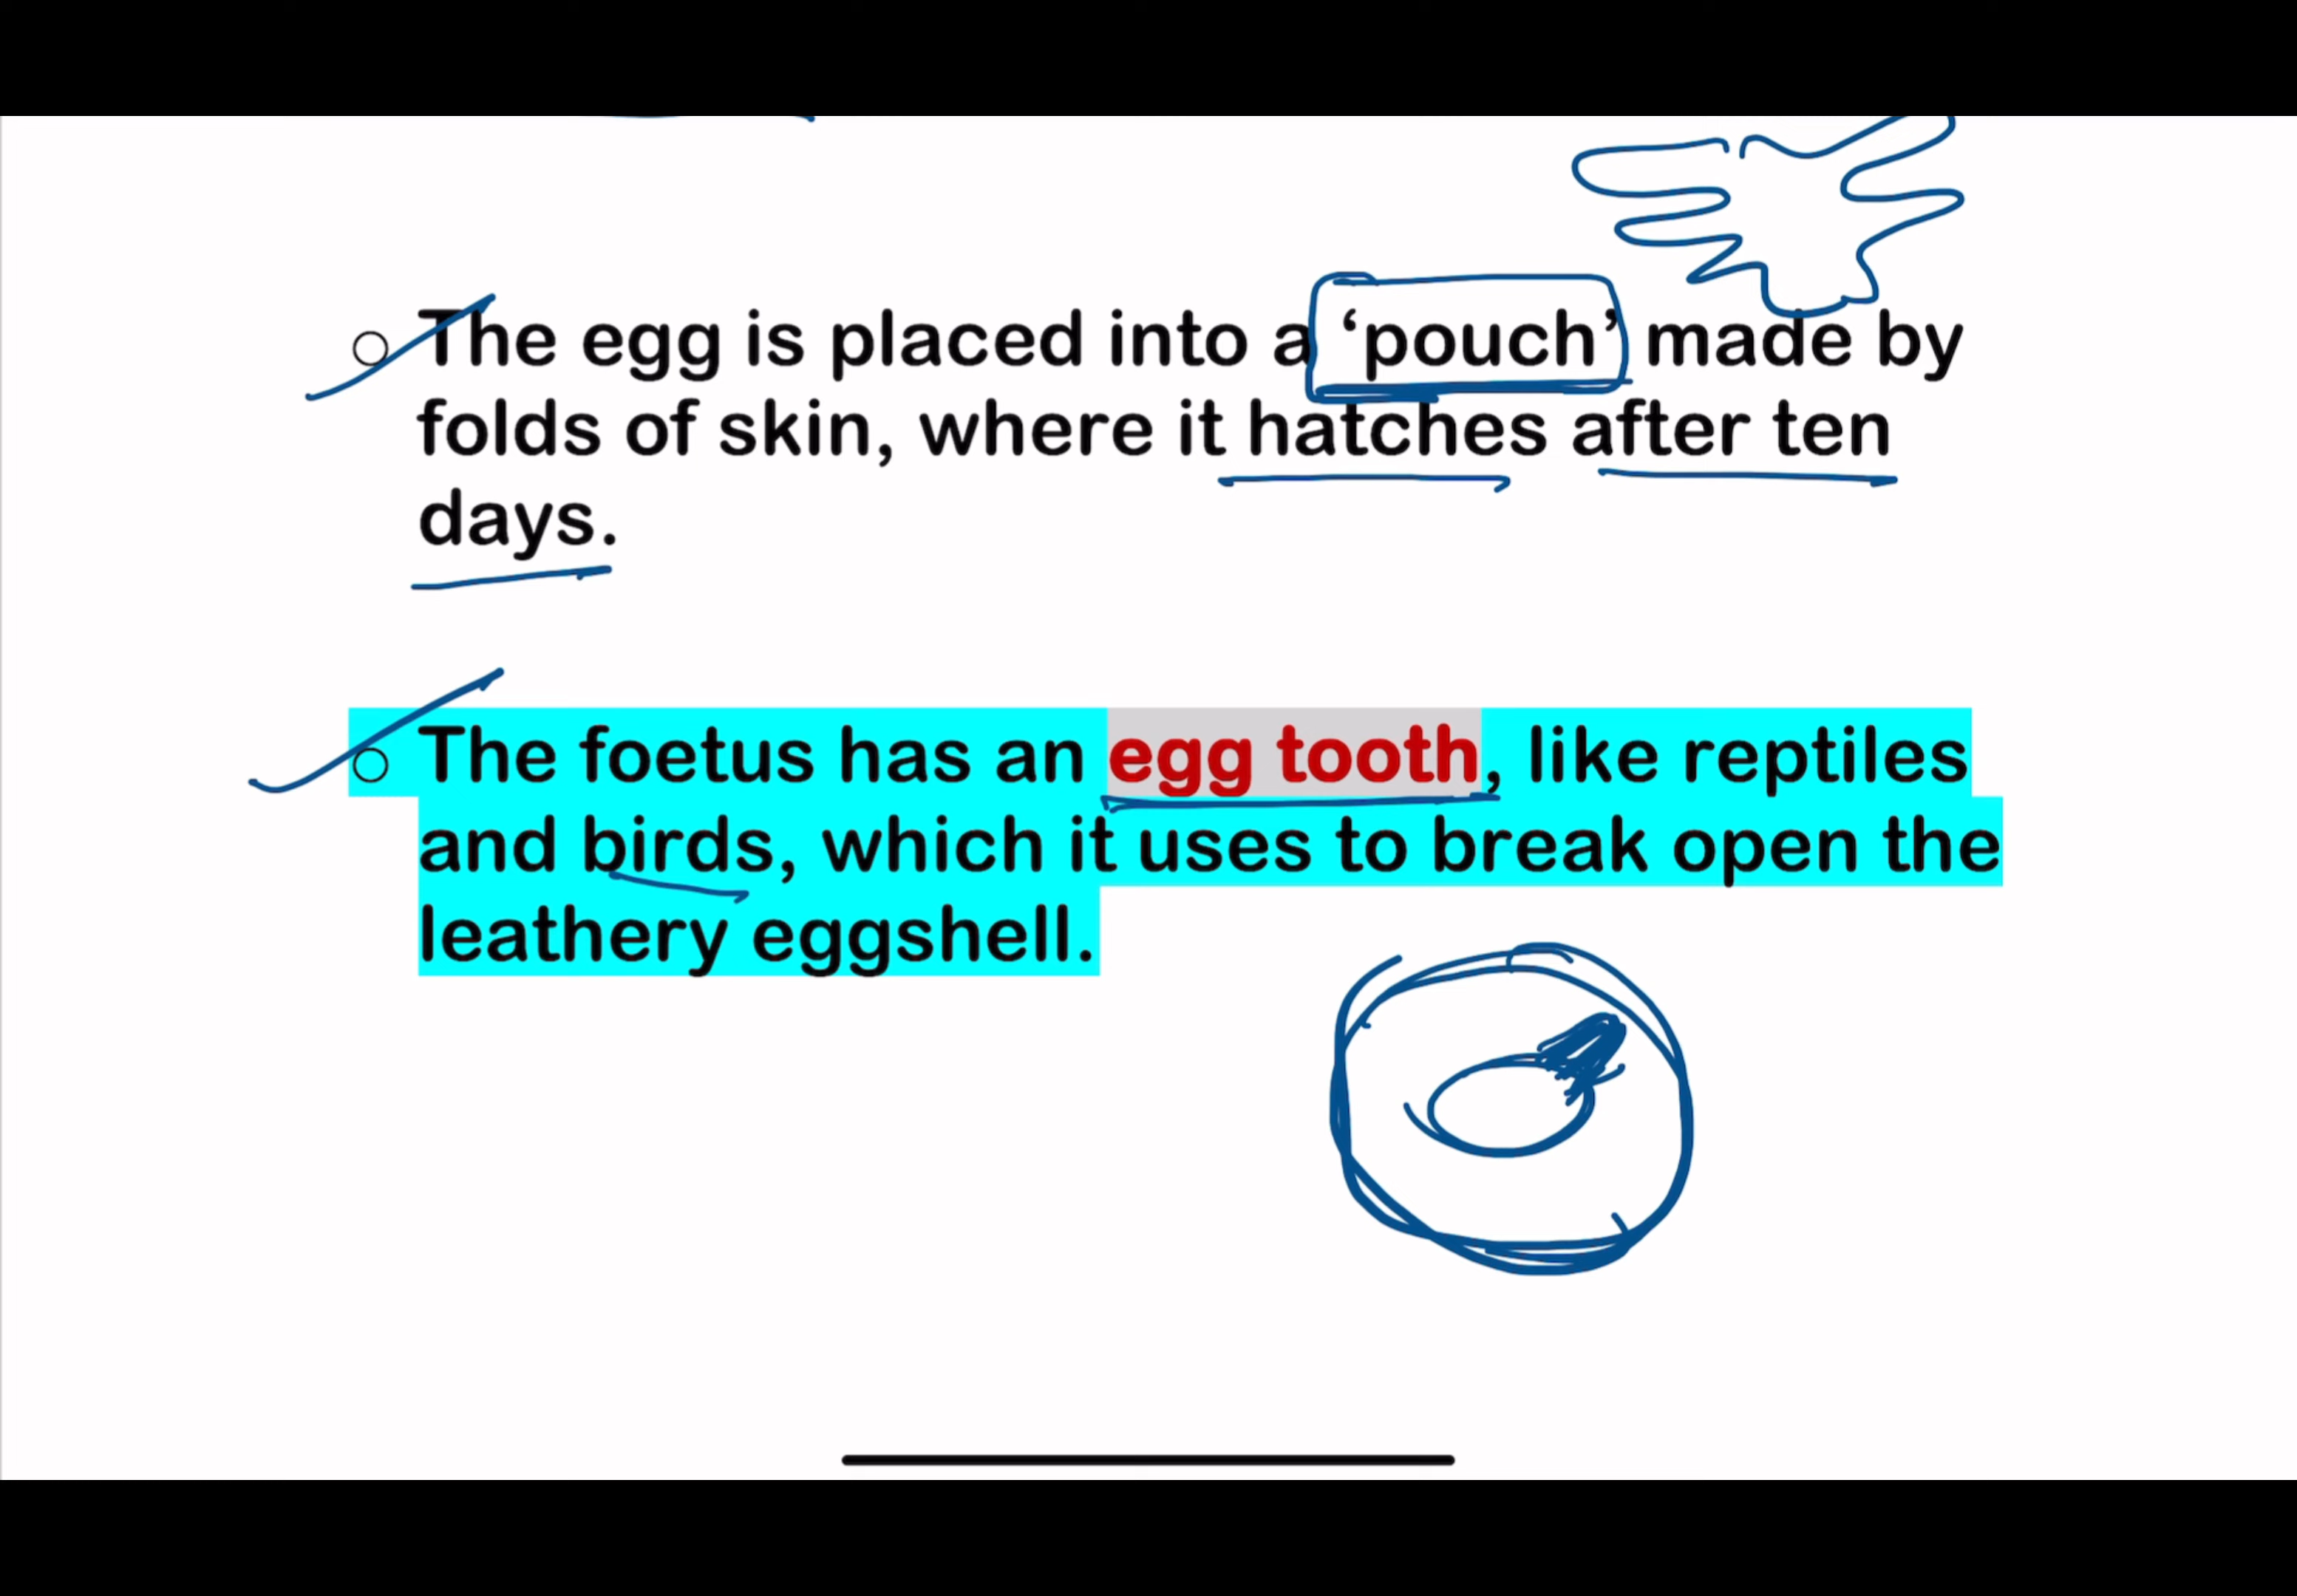 The egg is placed into a ‘pouch’ made by
folds of skin, where it hatches after ten
days.
The foetus has an egg tooth, like reptiles
and birds, which it uses to break open the
leathery eggshell.